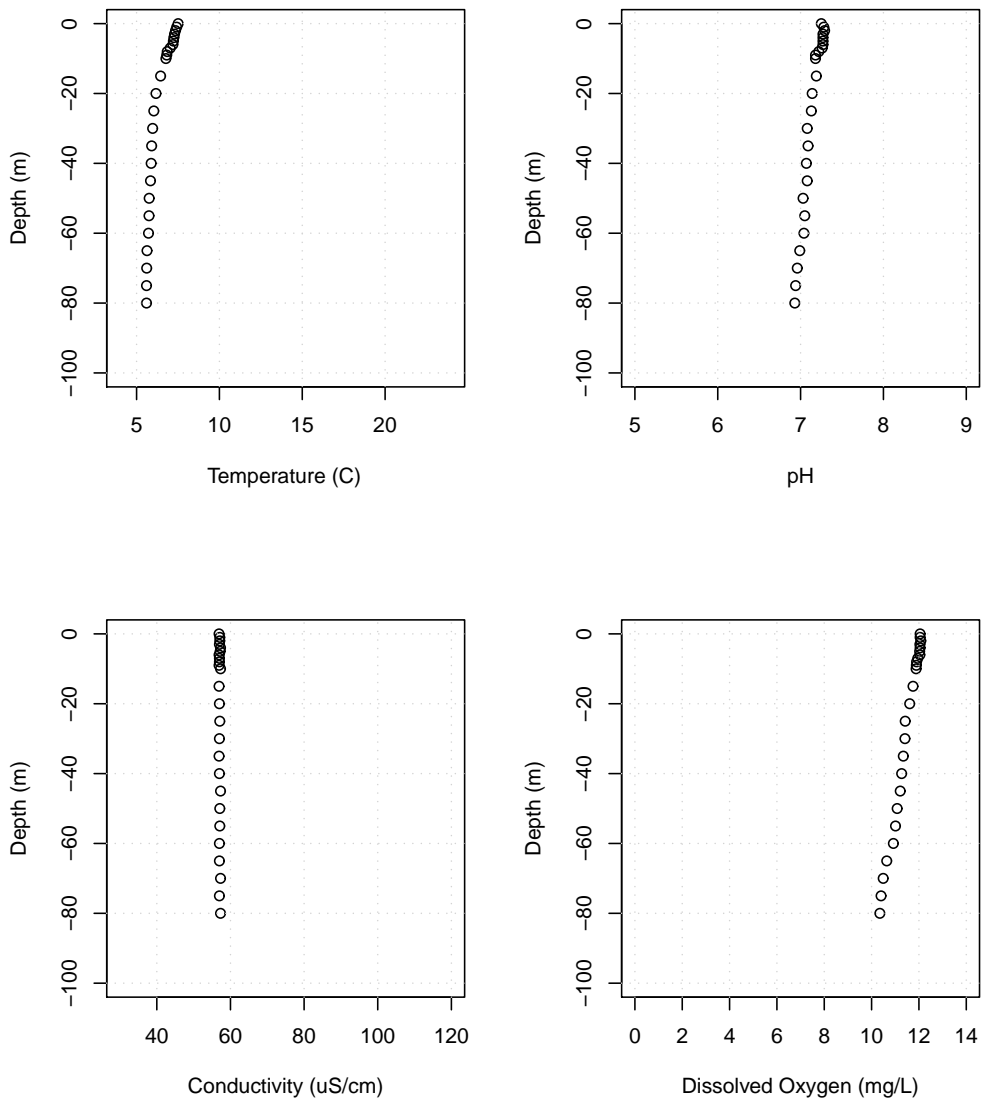 0
−20
−40
−60
−80
−100
Depth (m)
5 10 15 20
Temperature (C)
0
−20
−40
−60
−80
−100
Depth (m)
5 6 7 8 9
pH
0
−20
−40
−60
−80
−100
Depth (m)
40 60 80 100 120
Conductivity (uS/cm)
0
−20
−40
−60
−80
−100
Depth (m)
0 2 4 6 8 10 12 14
Dissolved Oxygen (mg/L)